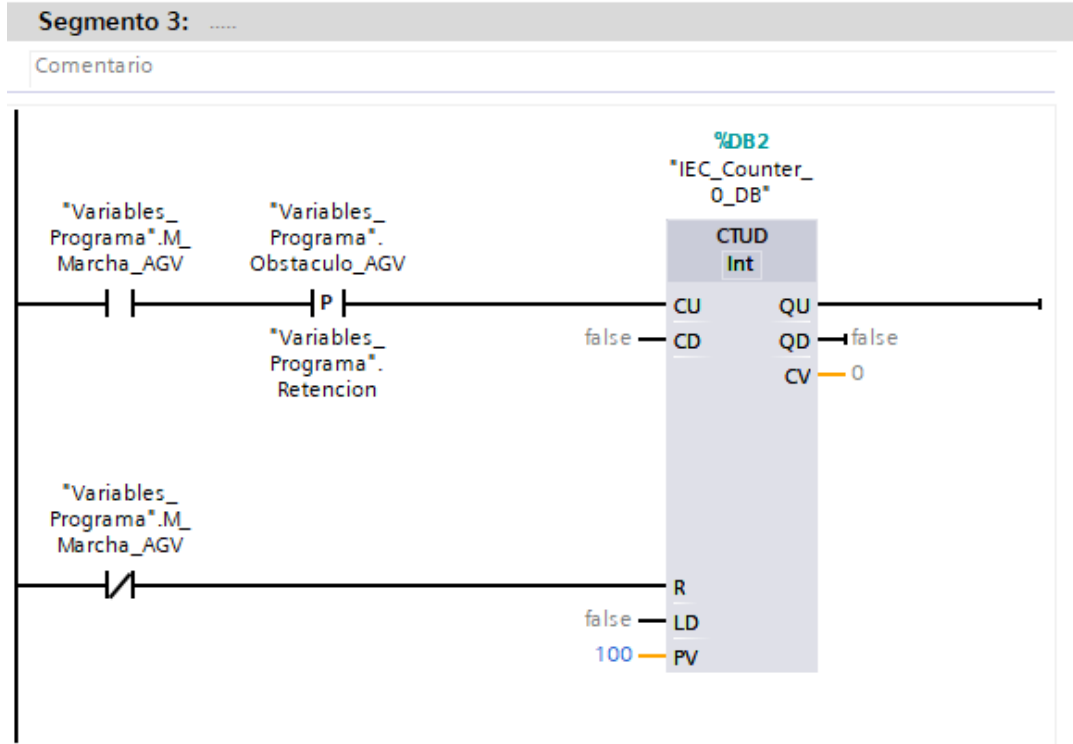 Segmento 3: .....
Comentario
%DB2
"IEC_Counter_
0_DB"
"Variables_
Programa".M_
Marcha_AGV
"Variables_
Programa".
Obstaculo_AGV
CTUD
Int
P
CU QU
"Variables_
Programa".
Retencion
false CD QD false
CV 0
"Variables_
Programa".M_
Marcha_AGV
R
false LD
100 PV